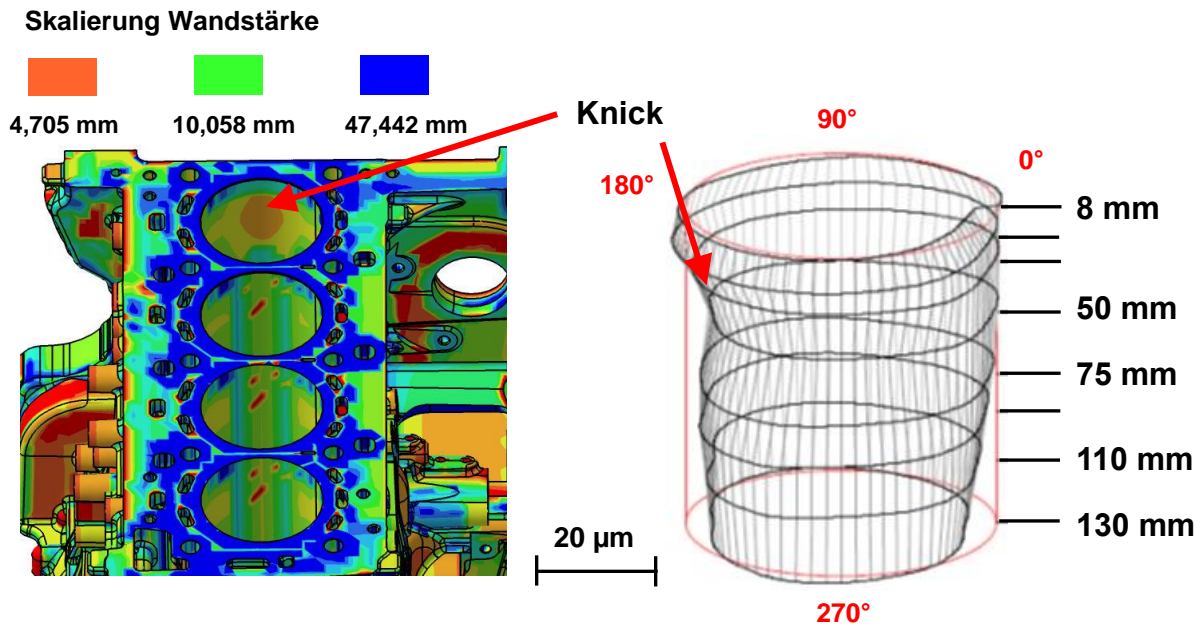 Skalierung Wandstärke
4,705 mm
10,058 mm
47,442 mm
Knick
90°
0°
180°
8 mm
50 mm
75 mm
110 mm
130 mm
20 µm
270°